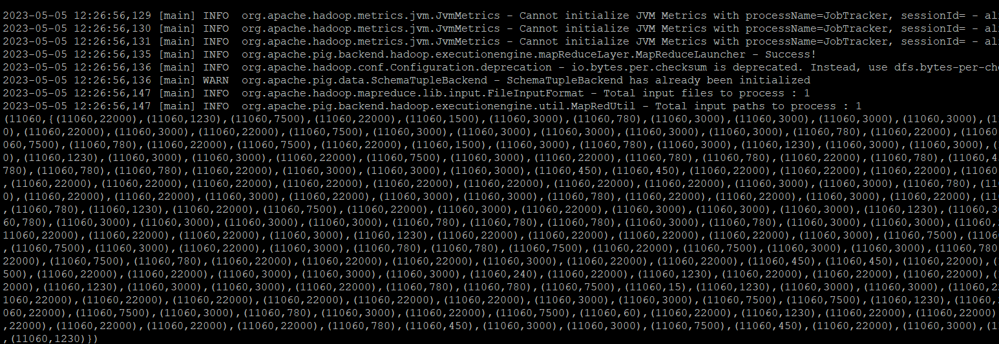 2023-05-05 12:26:56,129 [main] INFO  org.apache.hadoop.metrics.jvm.JvmMetrics - Cannot initialize JVM Metrics with processName=JobTracker, sessionId= - al
2023-05-05 12:26:56,130 [main] INFO  org.apache.hadoop.metrics.jvm.JvmMetrics - Cannot initialize JVM Metrics with processName=JobTracker, sessionId= - al
2023-05-05 12:26:56,131 [main] INFO  org.apache.hadoop.metrics.jvm.JvmMetrics - Cannot initialize JVM Metrics with processName=JobTracker, sessionId= - al
2023-05-05 12:26:56,135 [main] INFO  org.apache.pig.backend.hadoop.executionengine.mapReduceLayer.MapReduceLauncher - Success!
2023-05-05 12:26:56,136 [main] INFO  org.apache.hadoop.conf.Configuration.deprecation - io.bytes.per.checksum is deprecated. Instead, use dfs.bytes-per-ch
2023-05-05 12:26:56,136 [main] WARN  org.apache.pig.data.SchemaTupleBackend - SchemaTupleBackend has already been initialized
2023-05-05 12:26:56,147 [main] INFO  org.apache.hadoop.mapreduce.lib.input.FileInputFormat - Total input files to process : 1
2023-05-05 12:26:56,147 [main] INFO  org.apache.pig.backend.hadoop.executionengine.util.MapRedUtil - Total input paths to process : 1
(11060,{(11060,22000),(11060,1230),(11060,7500),(11060,22000),(11060,1500),(11060,3000),(11060,780),(11060,3000),(11060,3000),(11060,3000),(11060,3000),(1
0),(11060,22000),(11060,3000),(11060,22000),(11060,7500),(11060,3000),(11060,3000),(11060,3000),(11060,3000),(11060,780),(11060,22000),(11060
060,7500),(11060,780),(11060,22000),(11060,7500),(11060,22000),(11060,1500),(11060,3000),(11060,780),(11060,3000),(11060,1230),(11060,3000),(11060,3000),(
0),(11060,1230),(11060,3000),(11060,3000),(11060,22000),(11060,7500),(11060,3000),(11060,22000),(11060,780),(11060,780),(11060,22000),(11060,780),(11060,4
780),(11060,780),(11060,780),(11060,22000),(11060,3000),(11060,3000),(11060,3000),(11060,450),(11060,450),(11060,22000),(11060,22000),(11060,22000),(11060
,(11060,22000),(11060,22000),(11060,22000),(11060,22000),(11060,22000),(11060,22000),(11060,22000),(11060,3000),(11060,3000),(11060,780),(11
0),(11060,22000),(11060,22000),(11060,3000),(11060,22000),(11060,3000),(11060,3000),(11060,780),(11060,22000),(11060,22000),(11060,3000),(11060,22000),(11
,(11060,780),(11060,1230),(11060,22000),(11060,7500),(11060,22000),(11060,3000),(11060,22000),(11060,3000),(11060,3000),(11060,3000),(11060,1230),(11060,3
60,780),(11060,3000),(11060,3000),(11060,3000),(11060,3000),(11060,780),(11060,780),(11060,780),(11060,3000),(11060,3000),(11060,3000),(11060,22000),(1106
11060,22000),(11060,22000),(11060,22000),(11060,3000),(11060,1230),(11060,22000),(11060,22000),(11060,22000),(11060,3000),(11060,3000),(11060,7500),(1106
,(11060,7500),(11060,3000),(11060,22000),(11060,3000),(11060,780),(11060,780),(11060,7500),(11060,22000),(11060,7500),(11060,3000),(11060,3000),(11060,780
22000),(11060,7500),(11060,780),(11060,22000),(11060,22000),(11060,22000),(11060,3000),(11060,22000),(11060,22000),(11060,450),(11060,450),(11060,22000),(
500),(11060,22000),(11060,22000),(11060,3000),(11060,3000),(11060,240),(11060,22000),(11060,1230),(11060,22000),(11060,22000),(11060,22000),
2000),(11060,1230),(11060,3000),(11060,3000),(11060,22000),(11060,780),(11060,780),(11060,7500),(11060,15),(11060,1230),(11060,3000),(11060,3000),(11060,2
1060,22000),(11060,22000),(11060,22000),(11060,22000),(11060,22000),(11060,22000),(11060,3000),(11060,3000),(11060,7500),(11060,7500),(11060,1230),(11060,
060,22000),(11060,7500),(11060,3000),(11060,780),(11060,3000),(11060,22000),(11060,7500),(11060,60),(11060,22000),(11060,1230),(11060,22000),(11060,22000)
,22000),(11060,22000),(11060,22000),(11060,22000),(11060,780),(11060,450),(11060,3000),(11060,3000),(11060,7500),(11060,450),(11060,22000),(11060,3000),(1
,(11060,1230)})